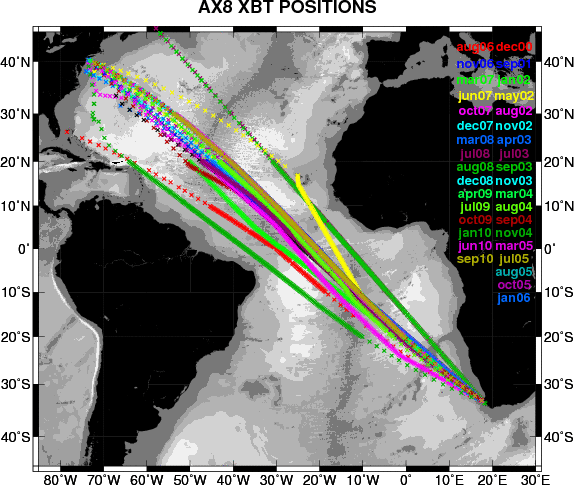 AX8 XBT POSITIONS
40°N
30°N
20°N
10°N
0°
10°S
20°S
30°S
40°S
aug06 dec00
nov06 sep01
mar07 jan02
jun07 may02
oct07 aug02
dec07 nov02
mar08 apr03
jul08 jul03
aug08 sep03
dec08 nov03
apr09 mar04
jul09 aug04
oct09 sep04
jan10 nov04
jun10 mar05
sep10 jul05
aug05
oct05
jan06
40°N
30°N
20°N
10°N
0°
10°S
20°S
30°S
40°S
80°W 70°W 60°W 50°W 40°W 30°W 20°W 10°W 0° 10°E 20°E 30°E